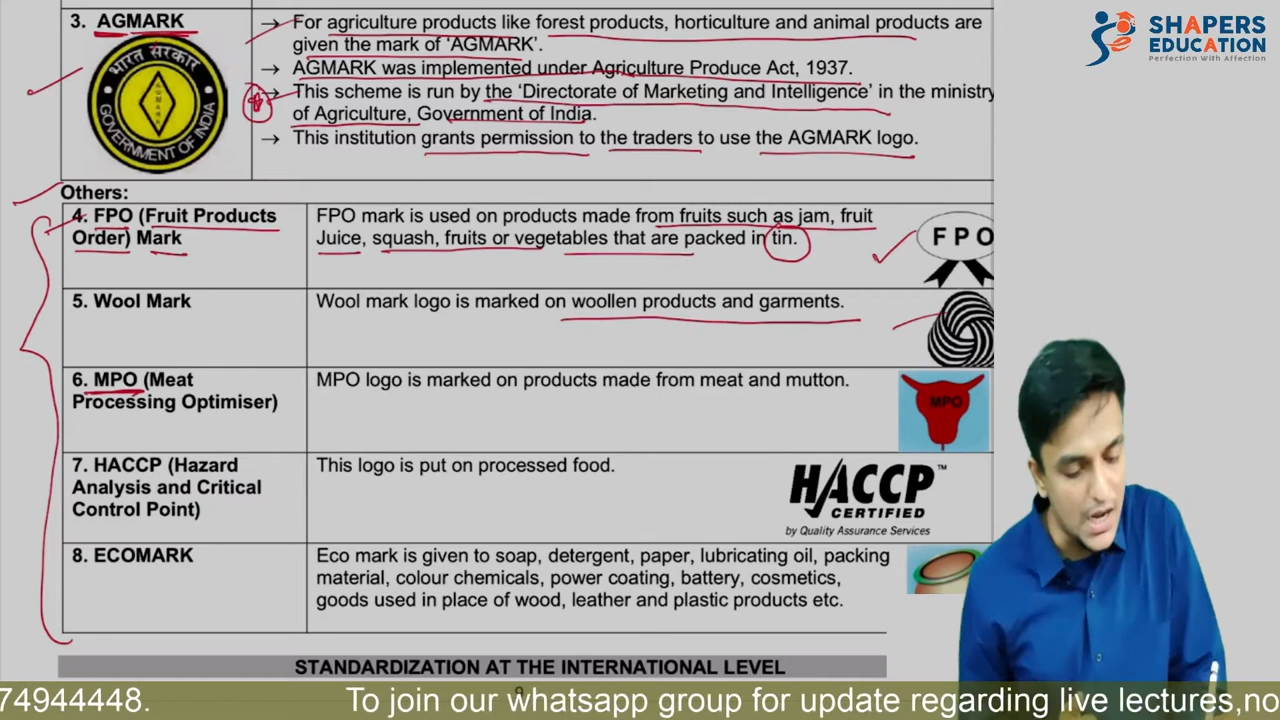 SHAPERS
EDUCATION
Perfection With Affection
3. AGMARK
भारत सरकार
AGMARK
GOVERNMENT OF INDIA
→ For agriculture products like forest products, horticulture and animal products are
given the mark of ‘AGMARK’.
→ AGMARK was implemented under Agriculture Produce Act, 1937.
→ This scheme is run by the ‘Directorate of Marketing and Intelligence’ in the ministry
of Agriculture, Government of India.
→ This institution grants permission to the traders to use the AGMARK logo.
Others:
4. FPO (Fruit Products
Order) Mark
FPO mark is used on products made from fruits such as jam, fruit
Juice, squash, fruits or vegetables that are packed in tin.
FPO
5. Wool Mark
Wool mark logo is marked on woollen products and garments.
6. MPO (Meat
Processing Optimiser)
MPO logo is marked on products made from meat and mutton.
MPO
7. HACCP (Hazard
Analysis and Critical
Control Point)
This logo is put on processed food.
HACCP™
CERTIFIED
by Quality Assurance Services
8. ECOMARK
Eco mark is given to soap, detergent, paper, lubricating oil, packing
material, colour chemicals, power coating, battery, cosmetics,
goods used in place of wood, leather and plastic products etc.
STANDARDIZATION AT THE INTERNATIONAL LEVEL
74944448. To join our whatsapp group for update regarding live lectures,no